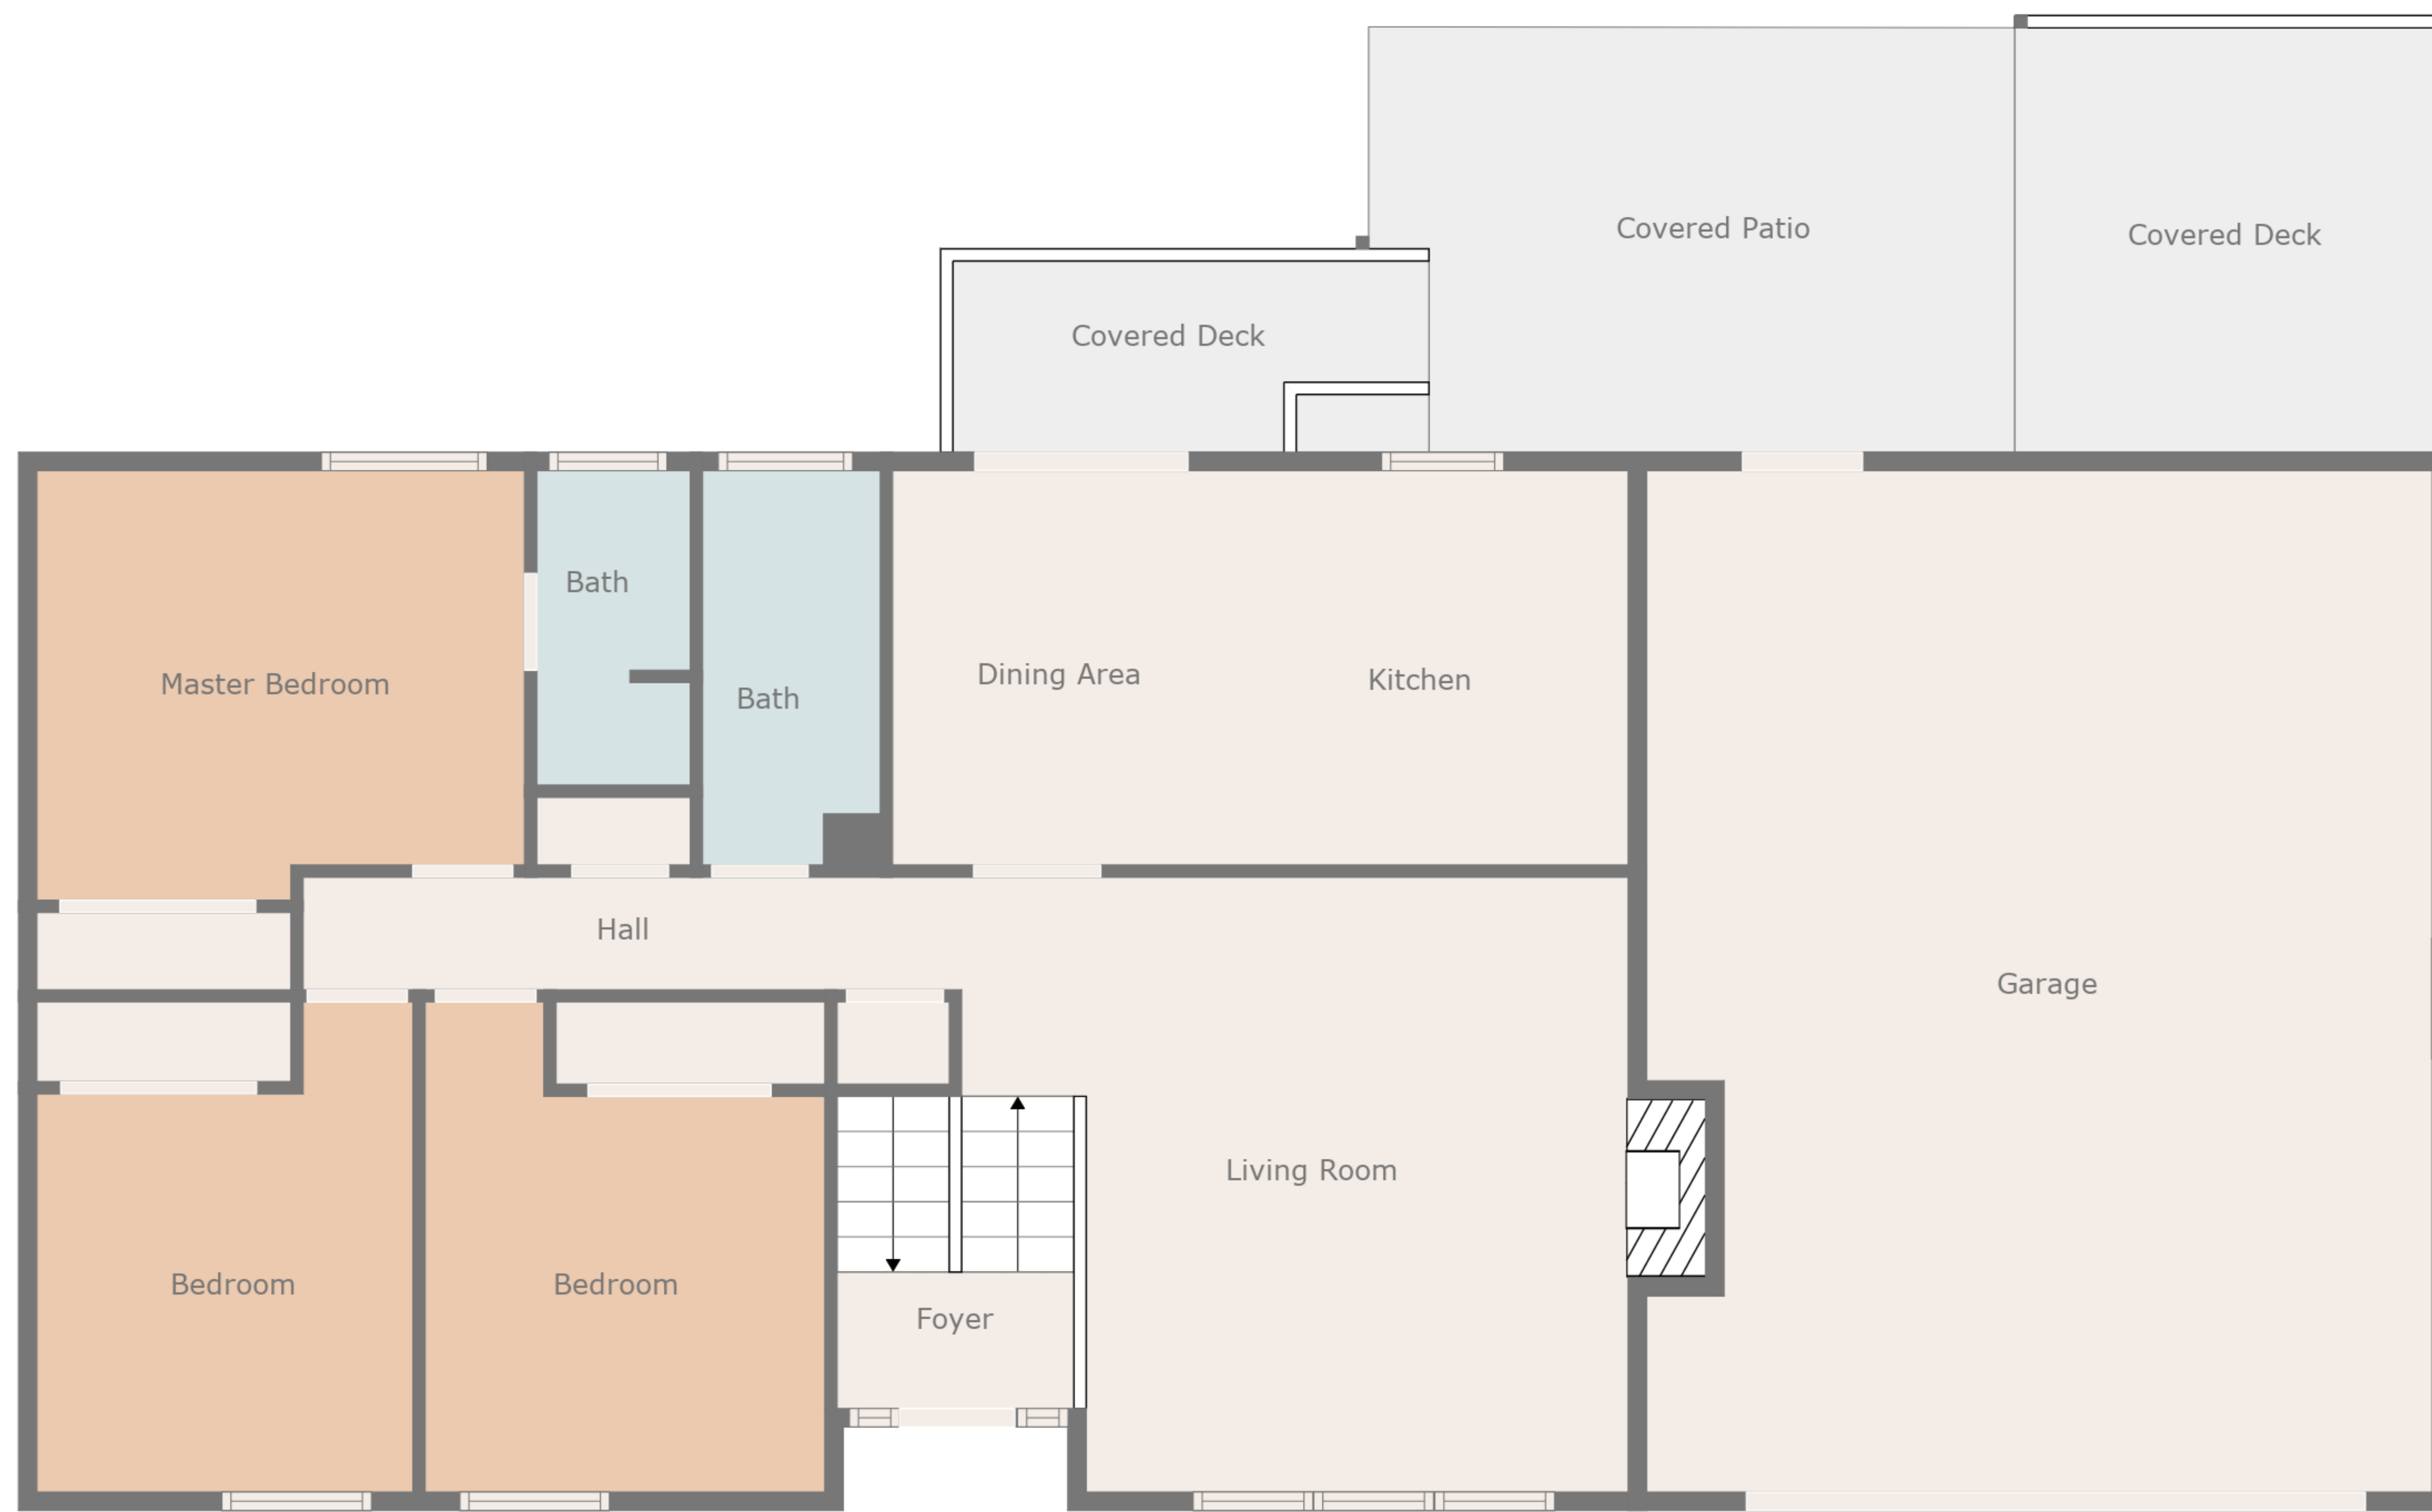 Covered Patio
Covered Deck
Covered Deck
Bath
Master Bedroom
Bath
Dining Area
Kitchen
Hall
Garage
Living Room
Bedroom
Bedroom
Foyer